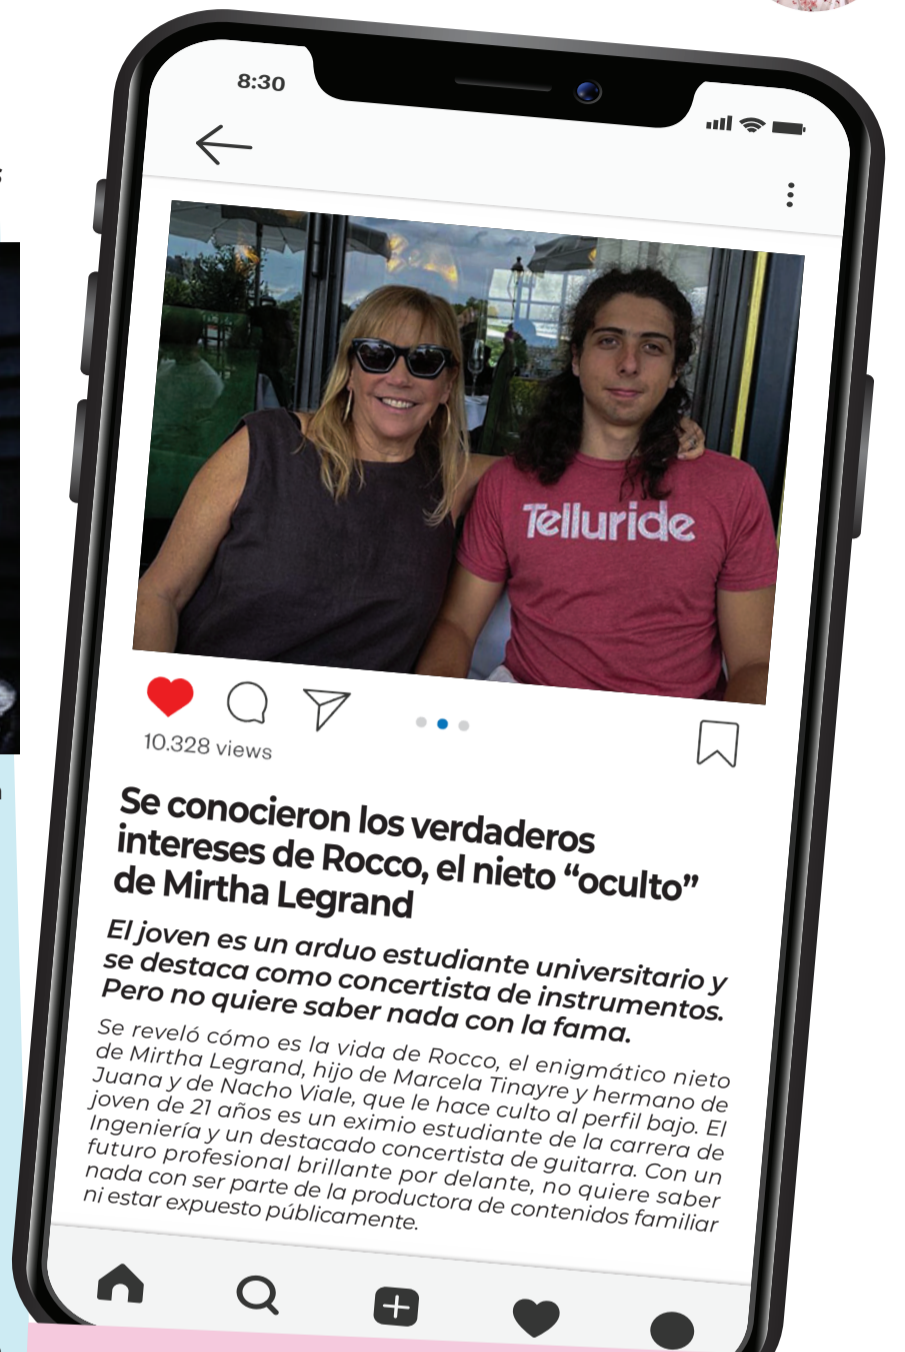 8:30
Telluride
10.328 views
Se conocieron los verdaderos
intereses de Rocco, el nieto “oculto”
de Mirtha Legrand
El joven es un arduo estudiante universitario y
se destaca como concertista de instrumentos.
Pero no quiere saber nada con la fama.
Se reveló cómo es la vida de Rocco, el enigmático nieto
de Mirtha Legrand, hijo de Marcela Tinayre y hermano de
Juana y de Nacho Viale, que le hace culto al perfil bajo. El
joven de 21 años es un eximio estudiante de la carrera de
Ingeniería y un destacado concertista de guitarra. Con un
futuro profesional brillante por delante, no quiere saber
nada con ser parte de la productora de contenidos familiar
ni estar expuesto públicamente.